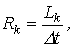 R_k = L_k / Δt ,